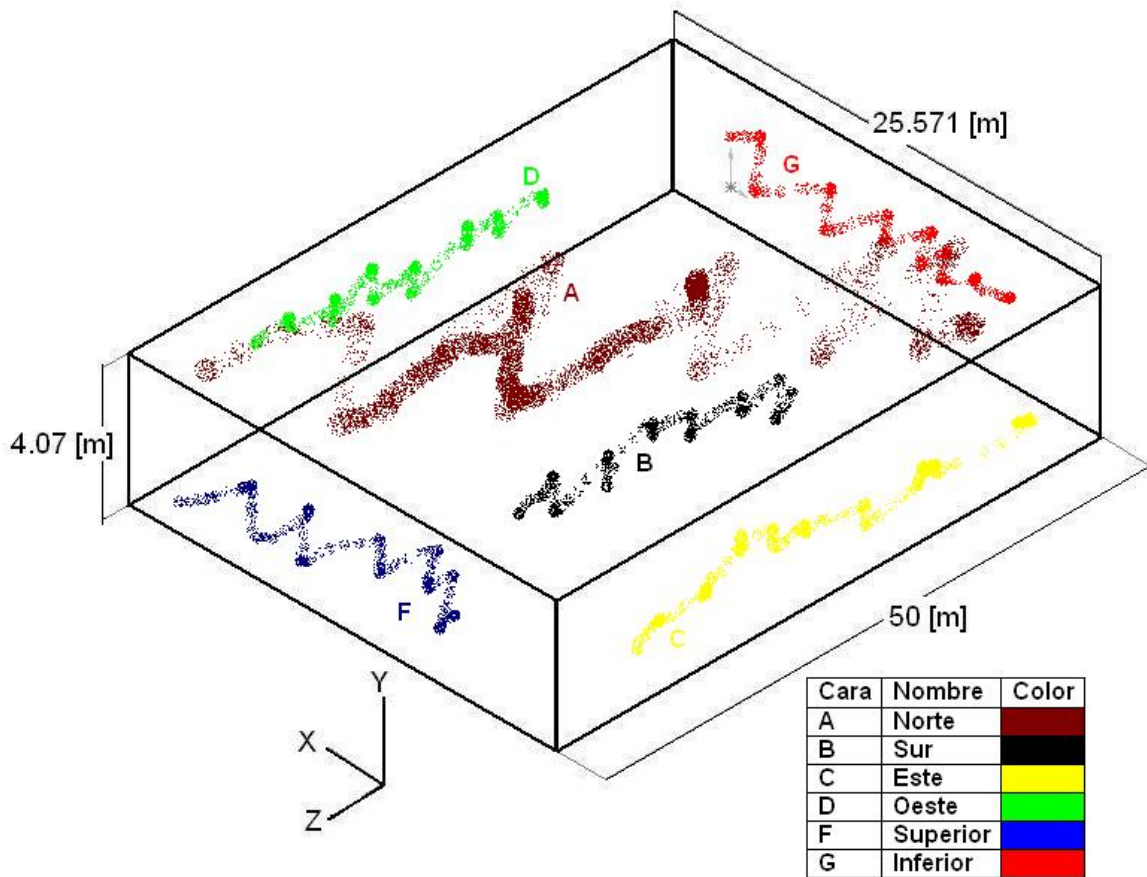 25.571 [m]
G
D
A
4.07 [m]
B
F
C
50 [m]
Y
X
Z
Cara Nombre Color
A Norte
B Sur
C Este
D Oeste
F Superior
G Inferior